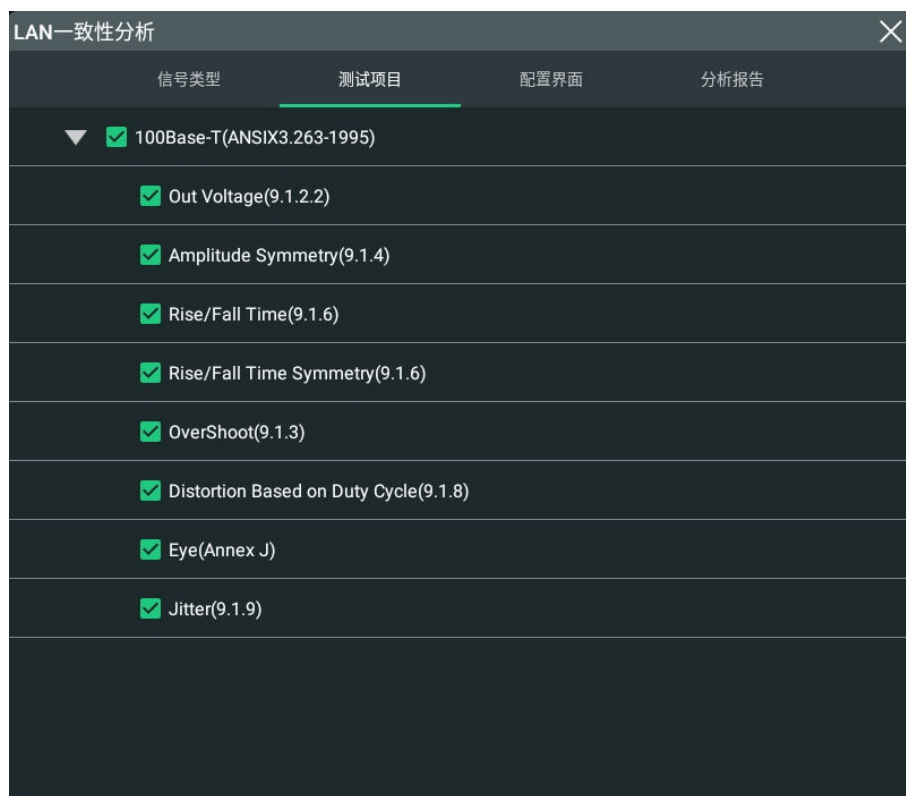 LAN一致性分析
信号类型 测试项目 配置界面 分析报告
100Base-T(ANSIX3.263-1995)
Out Voltage(9.1.2.2)
Amplitude Symmetry(9.1.4)
Rise/Fall Time(9.1.6)
Rise/Fall Time Symmetry(9.1.6)
OverShoot(9.1.3)
Distortion Based on Duty Cycle(9.1.8)
Eye(Annex J)
Jitter(9.1.9)